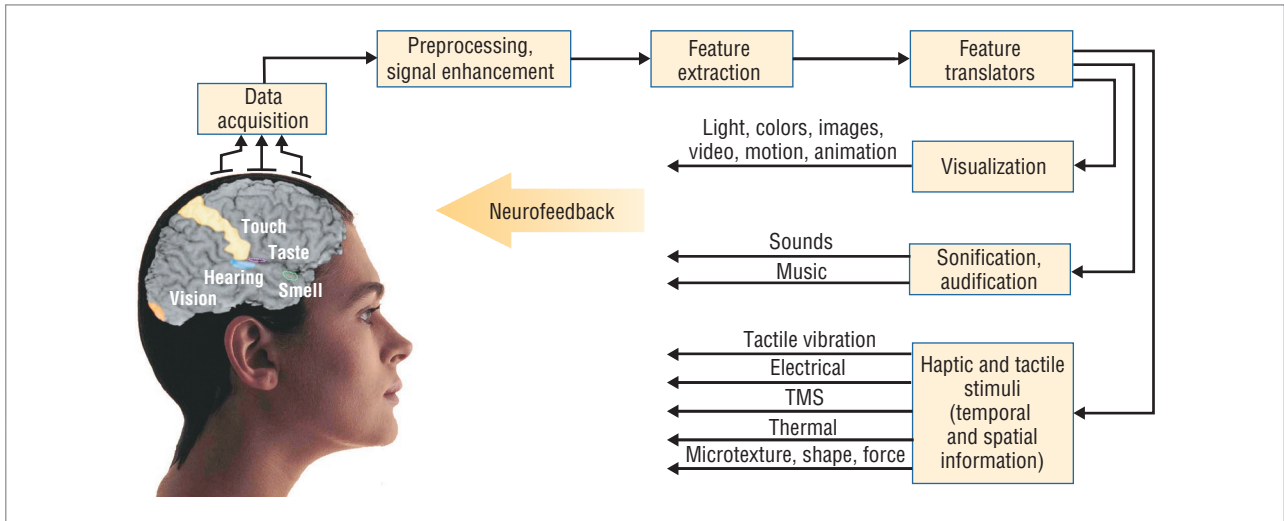 Preprocessing,
signal enhancement
Feature
extraction
Feature
translators
Data
acquisition
Light, colors, images,
video, motion, animation
Visualization
Neurofeedback
Touch
Taste
Hearing
Smell
Vision
Sounds
Music
Sonification,
audification
Tactile vibration
Electrical
TMS
Thermal
Microtexture, shape, force
Haptic and tactile
stimuli
(temporal
and spatial
information)